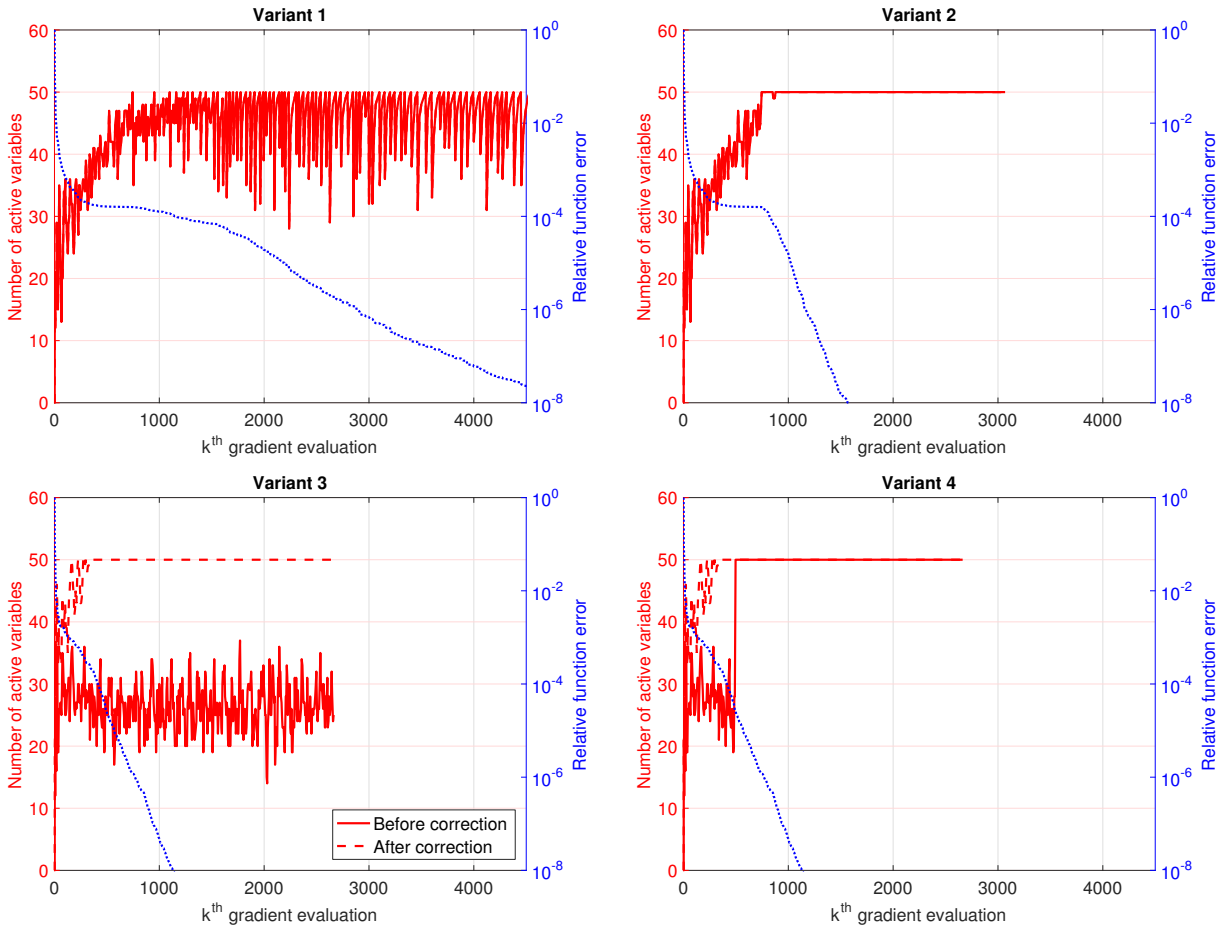 Variant 1
60
50
40
30
20
10
0
Number of active variables
10^0
10^-2
10^-4
10^-6
10^-8
Relative function error
0 1000 2000 3000 4000
k^th gradient evaluation
Variant 2
60
50
40
30
20
10
0
Number of active variables
10^0
10^-2
10^-4
10^-6
10^-8
Relative function error
0 1000 2000 3000 4000
k^th gradient evaluation
Variant 3
60
50
40
30
20
10
0
Number of active variables
10^0
10^-2
10^-4
10^-6
10^-8
Relative function error
Before correction
After correction
0 1000 2000 3000 4000
k^th gradient evaluation
Variant 4
60
50
40
30
20
10
0
Number of active variables
10^0
10^-2
10^-4
10^-6
10^-8
Relative function error
0 1000 2000 3000 4000
k^th gradient evaluation